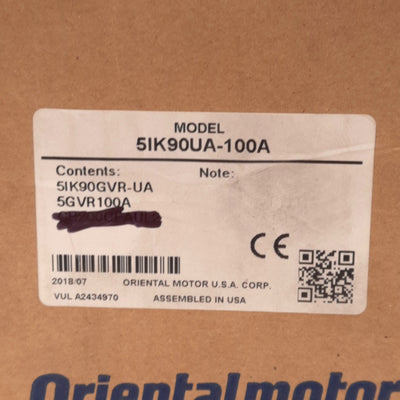 MODEL
5IK90UA-100A
Contents: Note:
5IK90GVR-UA
5GVR100A
2018/07 ORIENTAL MOTOR U.S.A. CORP.
VUL A2434970 ASSEMBLED IN USA
CE
Orientalmotor